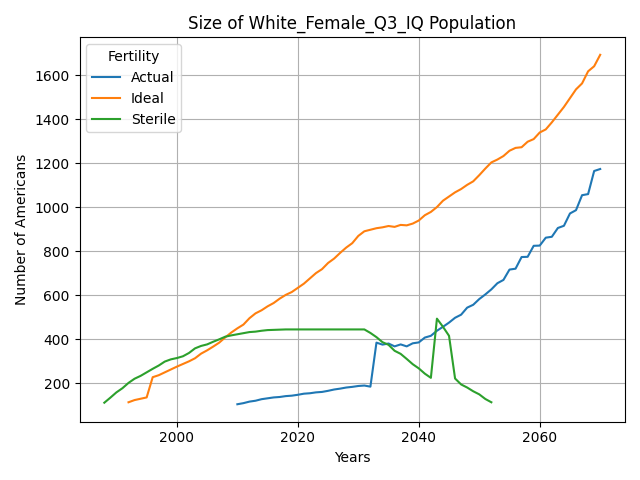 Size of White_Female_Q3_IQ Population
Fertility
Actual
Ideal
Sterile
Number of Americans
1600
1400
1200
1000
800
600
400
200
2000
2020
2040
2060
Years